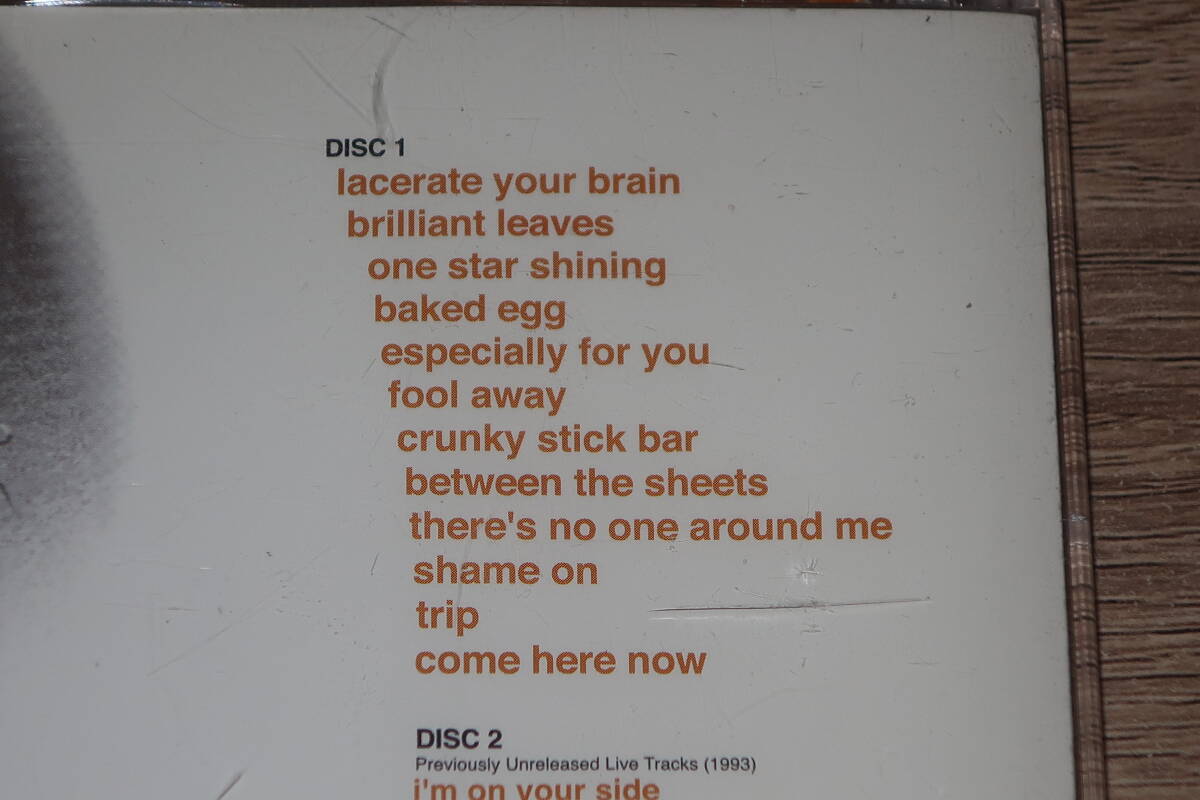 DISC 1
lacerate your brain
brilliant leaves
one star shining
baked egg
especially for you
fool away
crunky stick bar
between the sheets
there's no one around me
shame on
trip
come here now
DISC 2
Previously Unreleased Live Tracks (1993)
i'm on your side